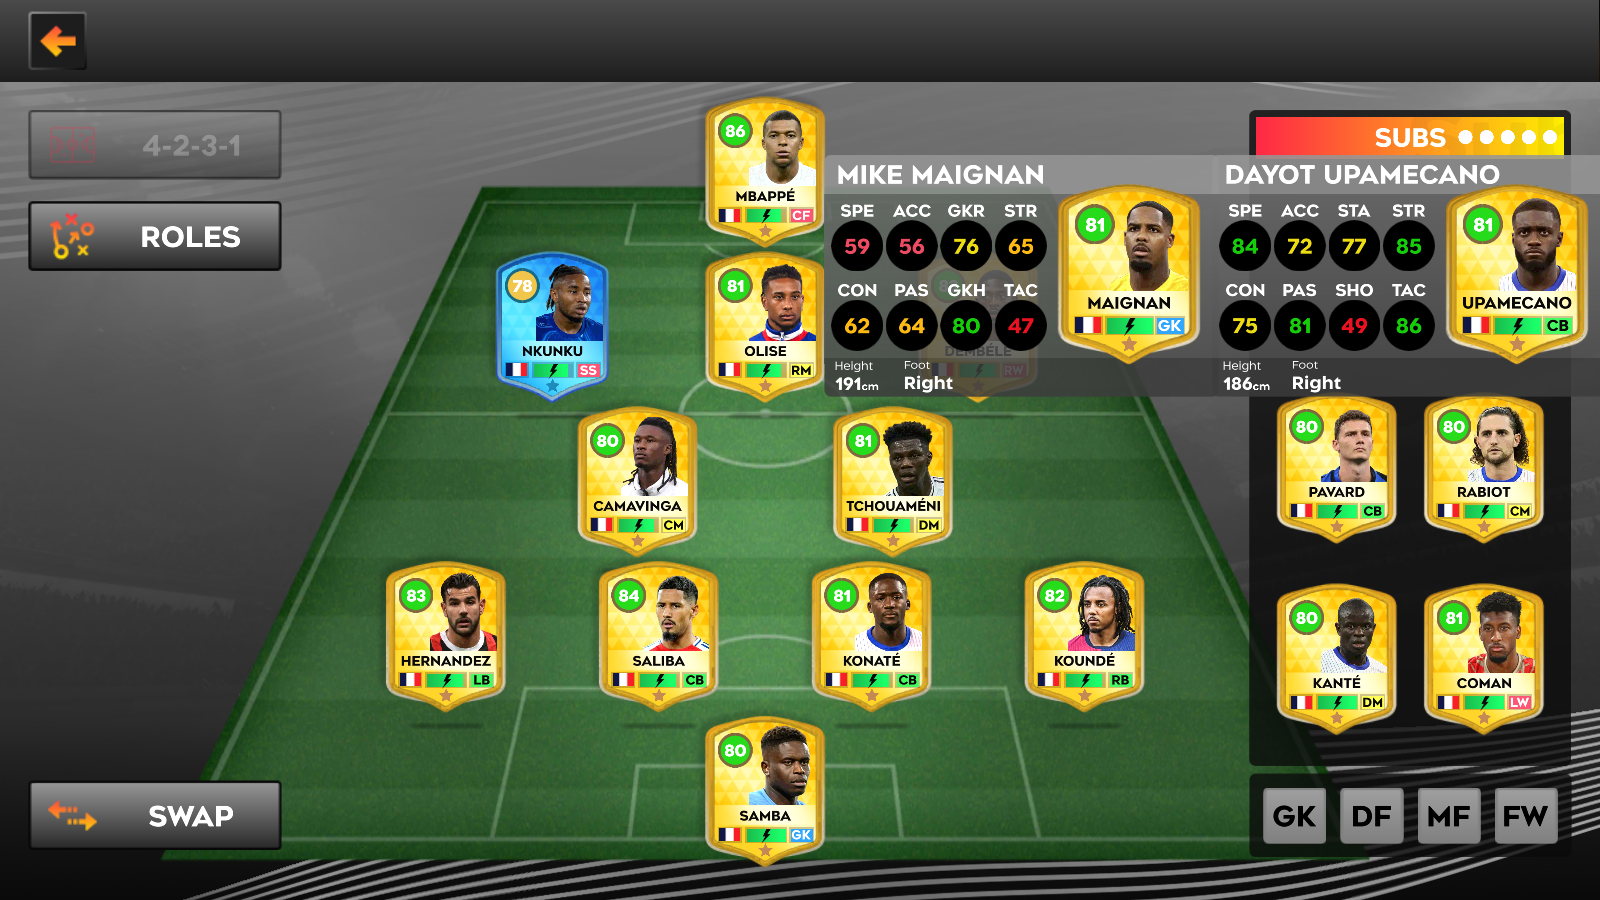 4-2-3-1
ROLES
SWAP
86
MBAPPÉ
CF
78
NKUNKU
SS
81
OLISE
RM
DEMBÉLÉ
RW
80
CAMAVINGA
CM
81
TCHOUAMÉNI
DM
83
HERNANDEZ
LB
84
SALIBA
CB
81
KONATÉ
CB
82
KOUNDÉ
RB
80
SAMBA
GK
SUBS
MIKE MAIGNAN
SPE ACC GKR STR
59 56 76 65
CON PAS GKH TAC
62 64 80 47
Height Foot
191cm Right
81
MAIGNAN
GK
DAYOT UPAMECANO
SPE ACC STA STR
84 72 77 85
CON PAS SHO TAC
75 81 49 86
Height Foot
186cm Right
81
UPAMECANO
CB
80
PAVARD
CB
80
RABIOT
CM
80
KANTÉ
DM
81
COMAN
LW
GK DF MF FW